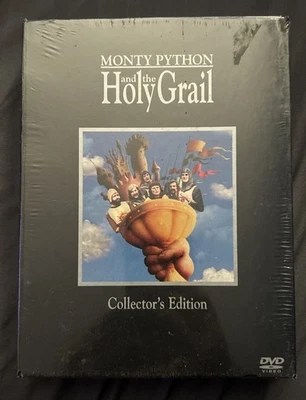 MONTY PYTHON
and the
Holy Grail
Collector's Edition
DVD
VIDEO